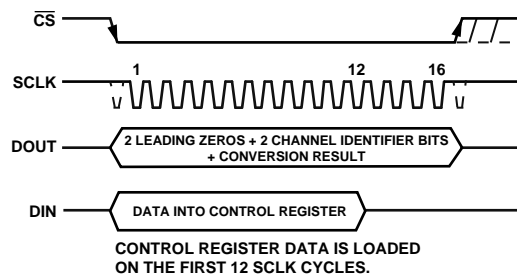 CS
1 12 16
SCLK
2 LEADING ZEROS + 2 CHANNEL IDENTIFIER BITS
DOUT
+ CONVERSION RESULT
DIN DATA INTO CONTROL REGISTER
CONTROL REGISTER DATA IS LOADED
ON THE FIRST 12 SCLK CYCLES.